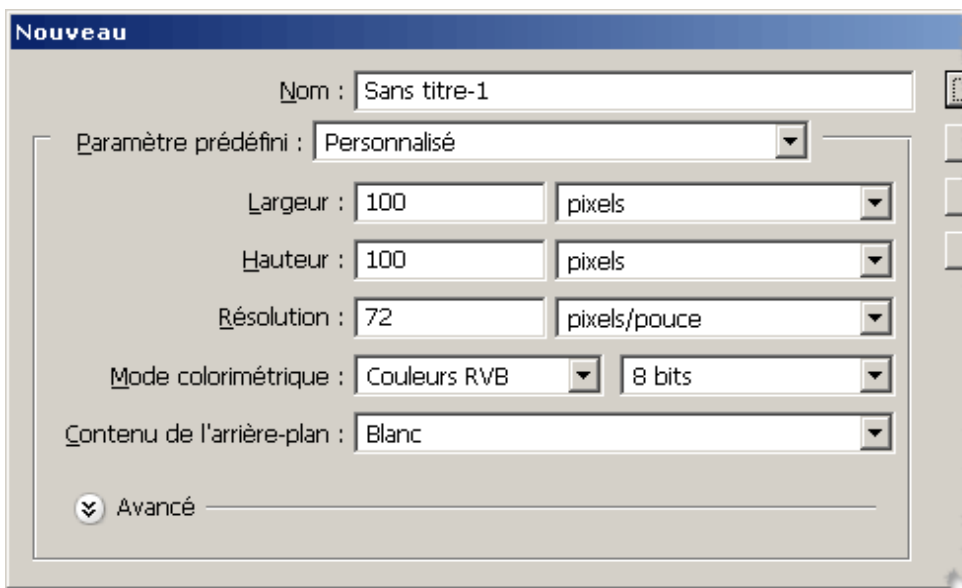 Nouveau
Nom : Sans titre-1
Paramètre prédéfini : Personnalisé
Largeur : 100 pixels
Hauteur : 100 pixels
Résolution : 72 pixels/pouce
Mode colorimétrique : Couleurs RVB 8 bits
Contenu de l'arrière-plan : Blanc
Avancé